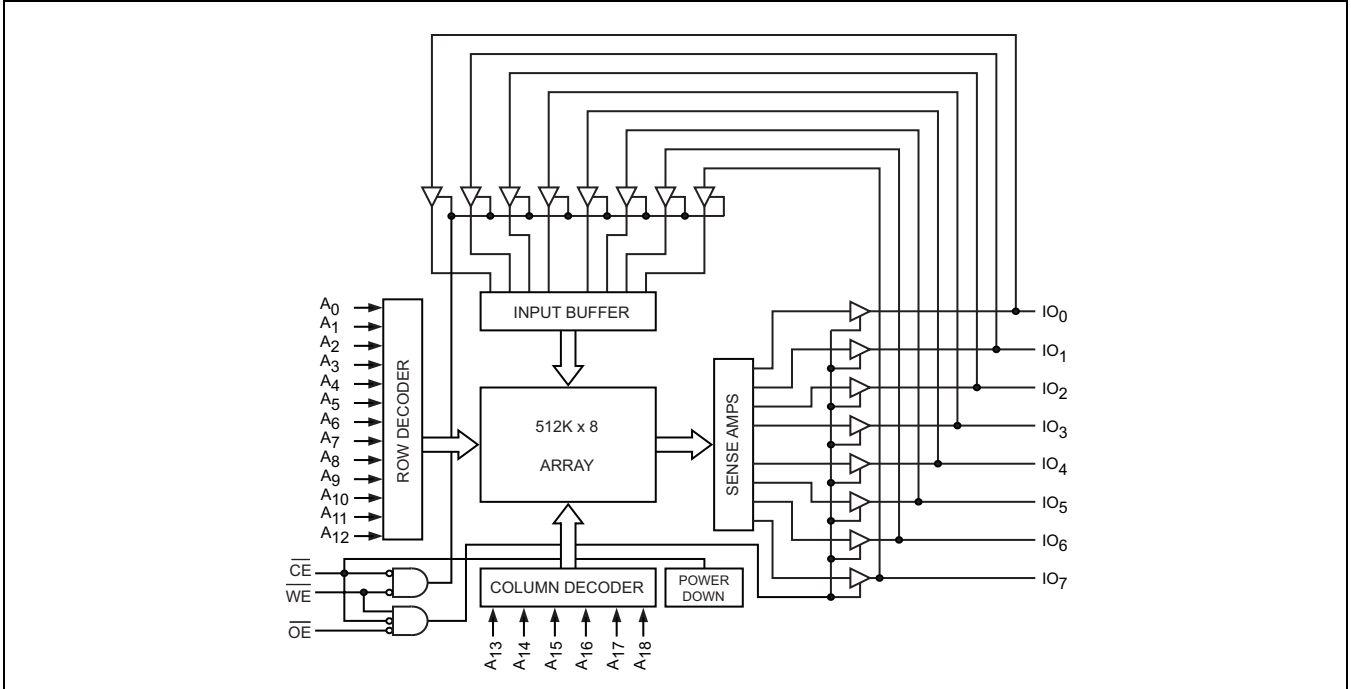 INPUT BUFFER
A0
A1
A2
A3
A4
A5
A6
A7
A8
A9
A10
A11
A12
ROW DECODER
512K x 8
ARRAY
SENSE AMPS
IO0
IO1
IO2
IO3
IO4
IO5
IO6
IO7
CE
WE
OE
COLUMN DECODER
POWER
DOWN
A13
A14
A15
A16
A17
A18